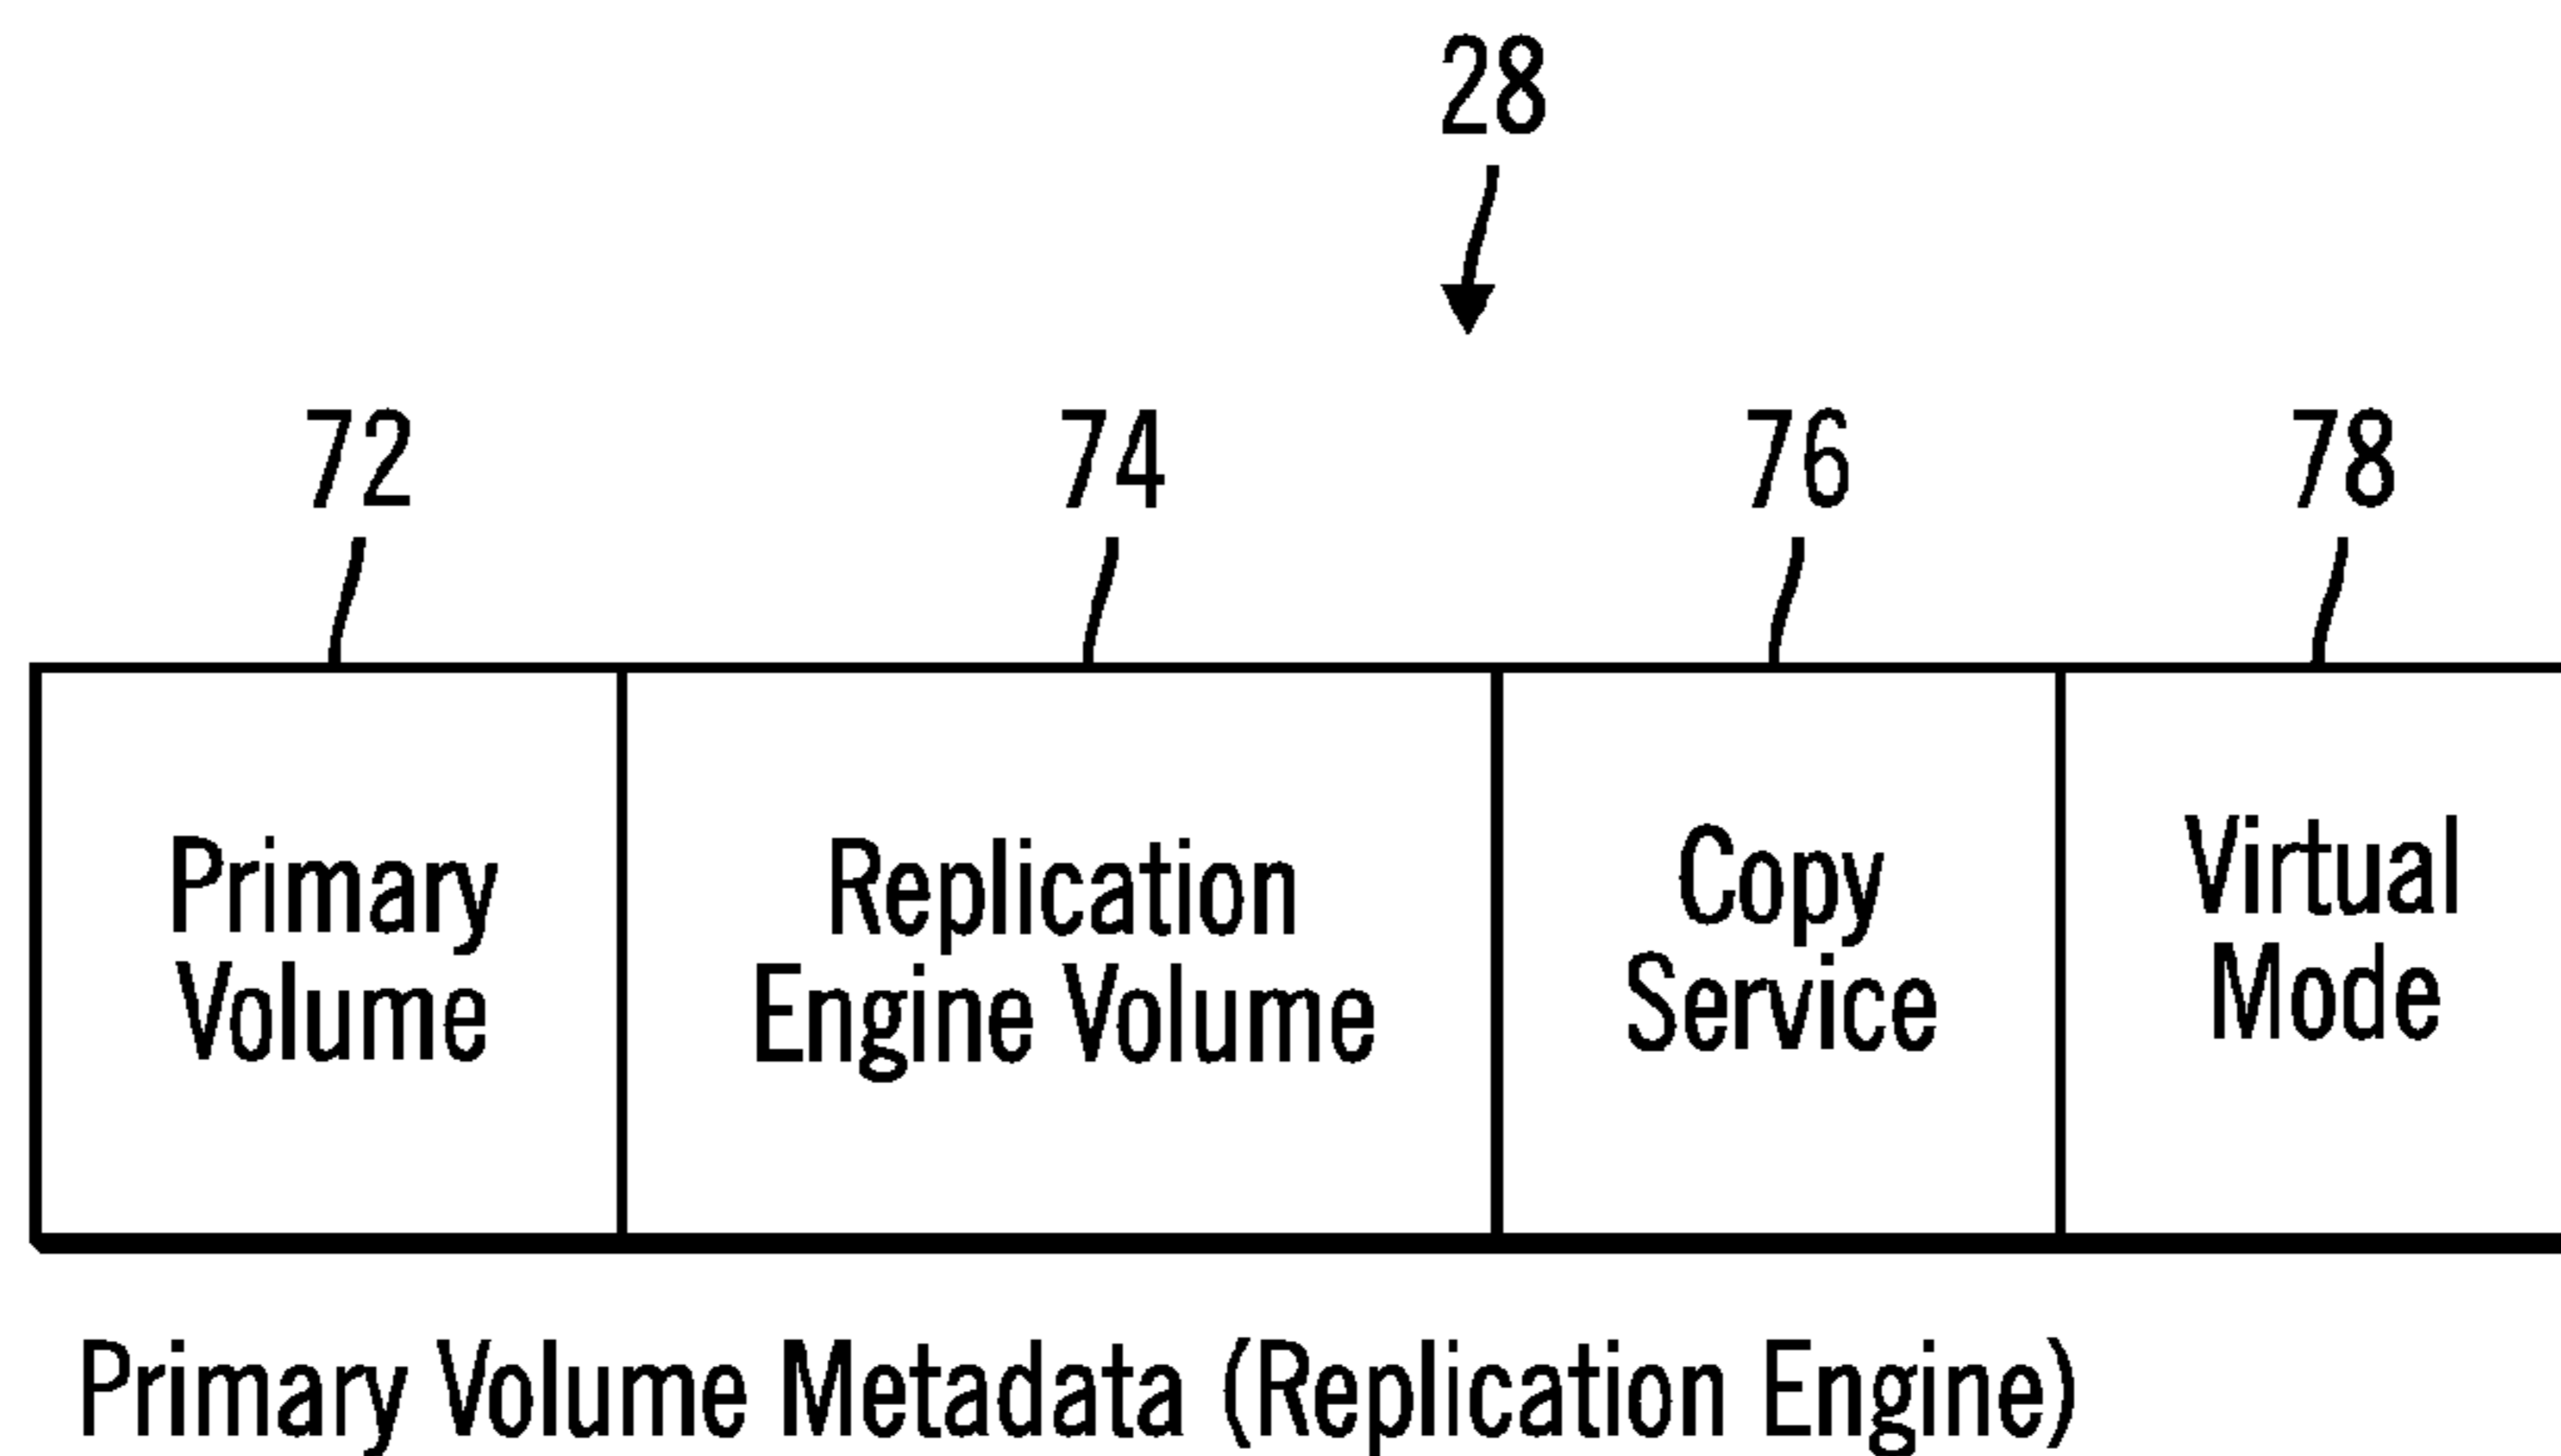 28
72 74 76 78
Primary Volume
Replication Engine Volume
Copy Service
Virtual Mode
Primary Volume Metadata (Replication Engine)